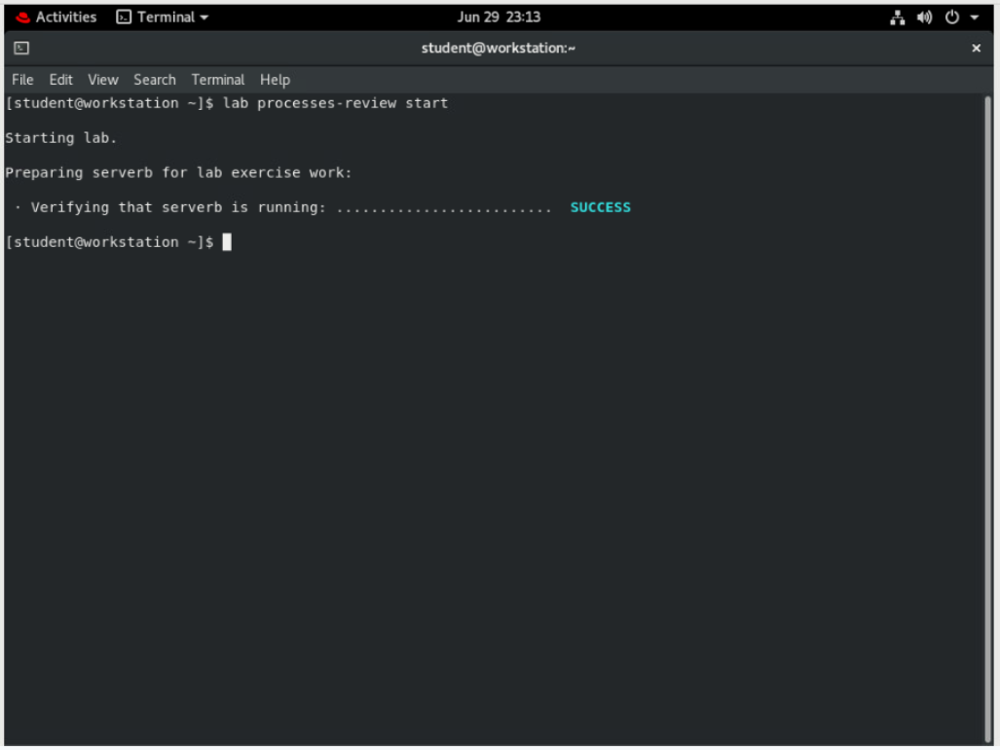 Activities Terminal Jun 29 23:13
student@workstation:~
File Edit View Search Terminal Help
[student@workstation ~]$ lab processes-review start
Starting lab.
Preparing serverb for lab exercise work:
· Verifying that serverb is running: ......................... SUCCESS
[student@workstation ~]$